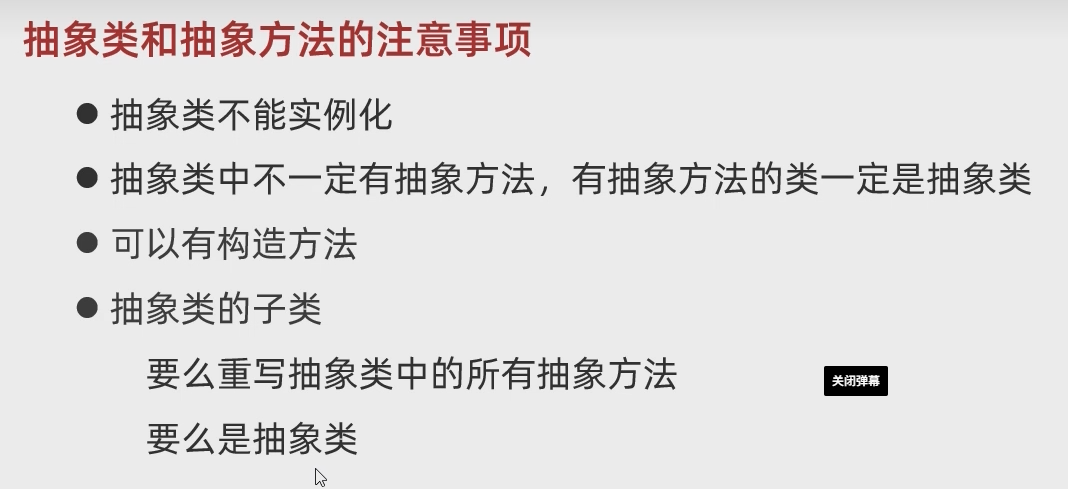 抽象类和抽象方法的注意事项
● 抽象类不能实例化
● 抽象类中不一定有抽象方法，有抽象方法的类一定是抽象类
● 可以有构造方法
● 抽象类的子类
要么重写抽象类中的所有抽象方法
关闭弹幕
要么是抽象类